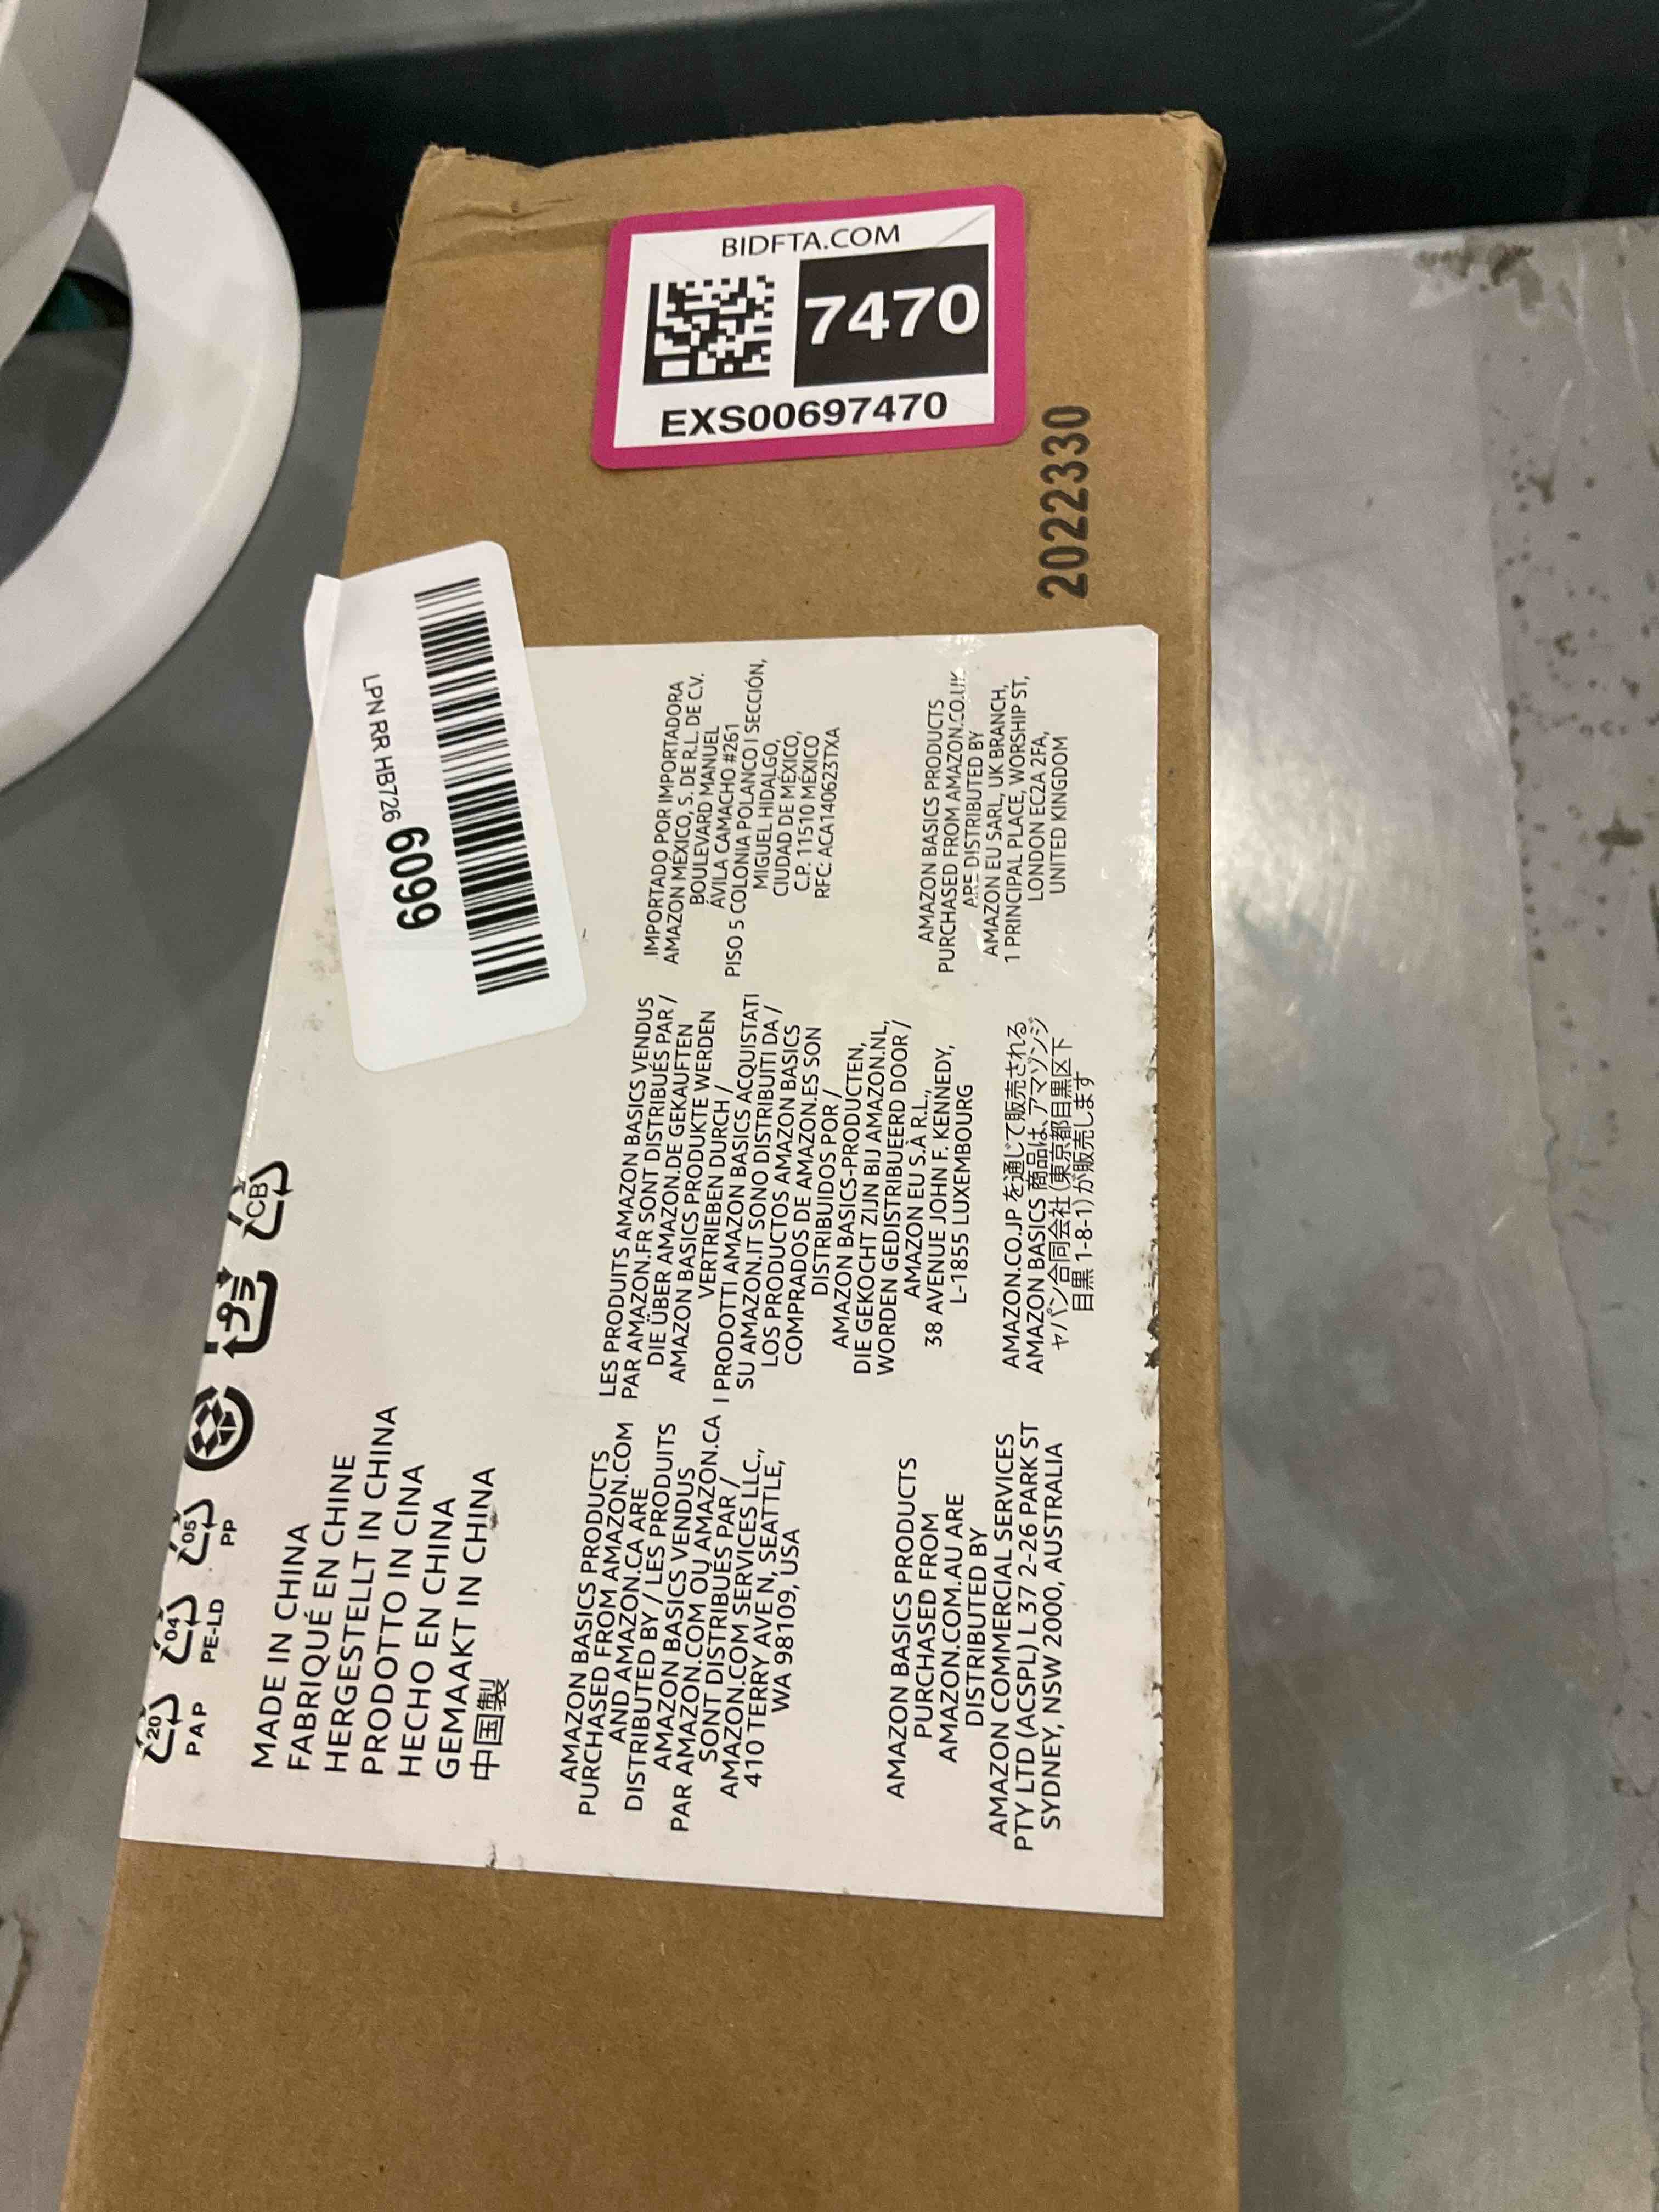 BIDFTA.COM
7470
EXS00697470
2022330
LPN RR HB726
6099
20
PAP
04
PE-LD
05
PP
CB
MADE IN CHINA
FABRIQUÉ EN CHINE
HERGESTELLT IN CHINA
PRODOTTO IN CINA
HECHO EN CHINA
GEMAAKT IN CHINA
中国製
AMAZON BASICS PRODUCTS
PURCHASED FROM AMAZON.COM
AND AMAZON.CA ARE
DISTRIBUTED BY / LES PRODUITS
AMAZON BASICS VENDUS
PAR AMAZON.COM OU AMAZON.CA
SONT DISTRIBUÉS PAR /
AMAZON.COM SERVICES LLC.,
410 TERRY AVE N, SEATTLE,
WA 98109, USA
AMAZON BASICS PRODUCTS
PURCHASED FROM
AMAZON.COM.AU ARE
DISTRIBUTED BY
AMAZON COMMERCIAL SERVICES
PTY LTD (ACSPL) L 37 2-26 PARK ST
SYDNEY, NSW 2000, AUSTRALIA
LES PRODUITS AMAZON BASICS VENDUS
PAR AMAZON.FR SONT DISTRIBUÉS PAR /
DIE ÜBER AMAZON.DE GEKAUFTEN
AMAZON BASICS PRODUKTE WERDEN
VERTRIEBEN DURCH /
I PRODOTTI AMAZON BASICS ACQUISTATI
SU AMAZON.IT SONO DISTRIBUITI DA /
LOS PRODUCTOS AMAZON BASICS
COMPRADOS DE AMAZON.ES SON
DISTRIBUIDOS POR /
AMAZON BASICS-PRODUCTEN,
DIE GEKOCHT ZIJN BIJ AMAZON.NL,
WORDEN GEDISTRIBUEERD DOOR /
AMAZON EU S.À R.L.,
38 AVENUE JOHN F. KENNEDY,
L-1855 LUXEMBOURG
AMAZON.CO.JP を通じて販売される
AMAZON BASICS 商品は、アマゾンジ
ャパン合同会社（東京都目黒区下
目黒 1-8-1）が販売します
IMPORTADO POR IMPORTADORA
AMAZON MÉXICO, S. DE R.L. DE C.V.
BOULEVARD MANUEL
ÁVILA CAMACHO #261
PISO 5 COLONIA POLANCO I SECCIÓN,
MIGUEL HIDALGO,
CIUDAD DE MÉXICO,
C.P. 11510 MÉXICO
RFC: ACA140623TXA
AMAZON BASICS PRODUCTS
PURCHASED FROM AMAZON.CO.UK
ARE DISTRIBUTED BY
AMAZON EU SARL, UK BRANCH,
1 PRINCIPAL PLACE, WORSHIP ST,
LONDON EC2A 2FA,
UNITED KINGDOM